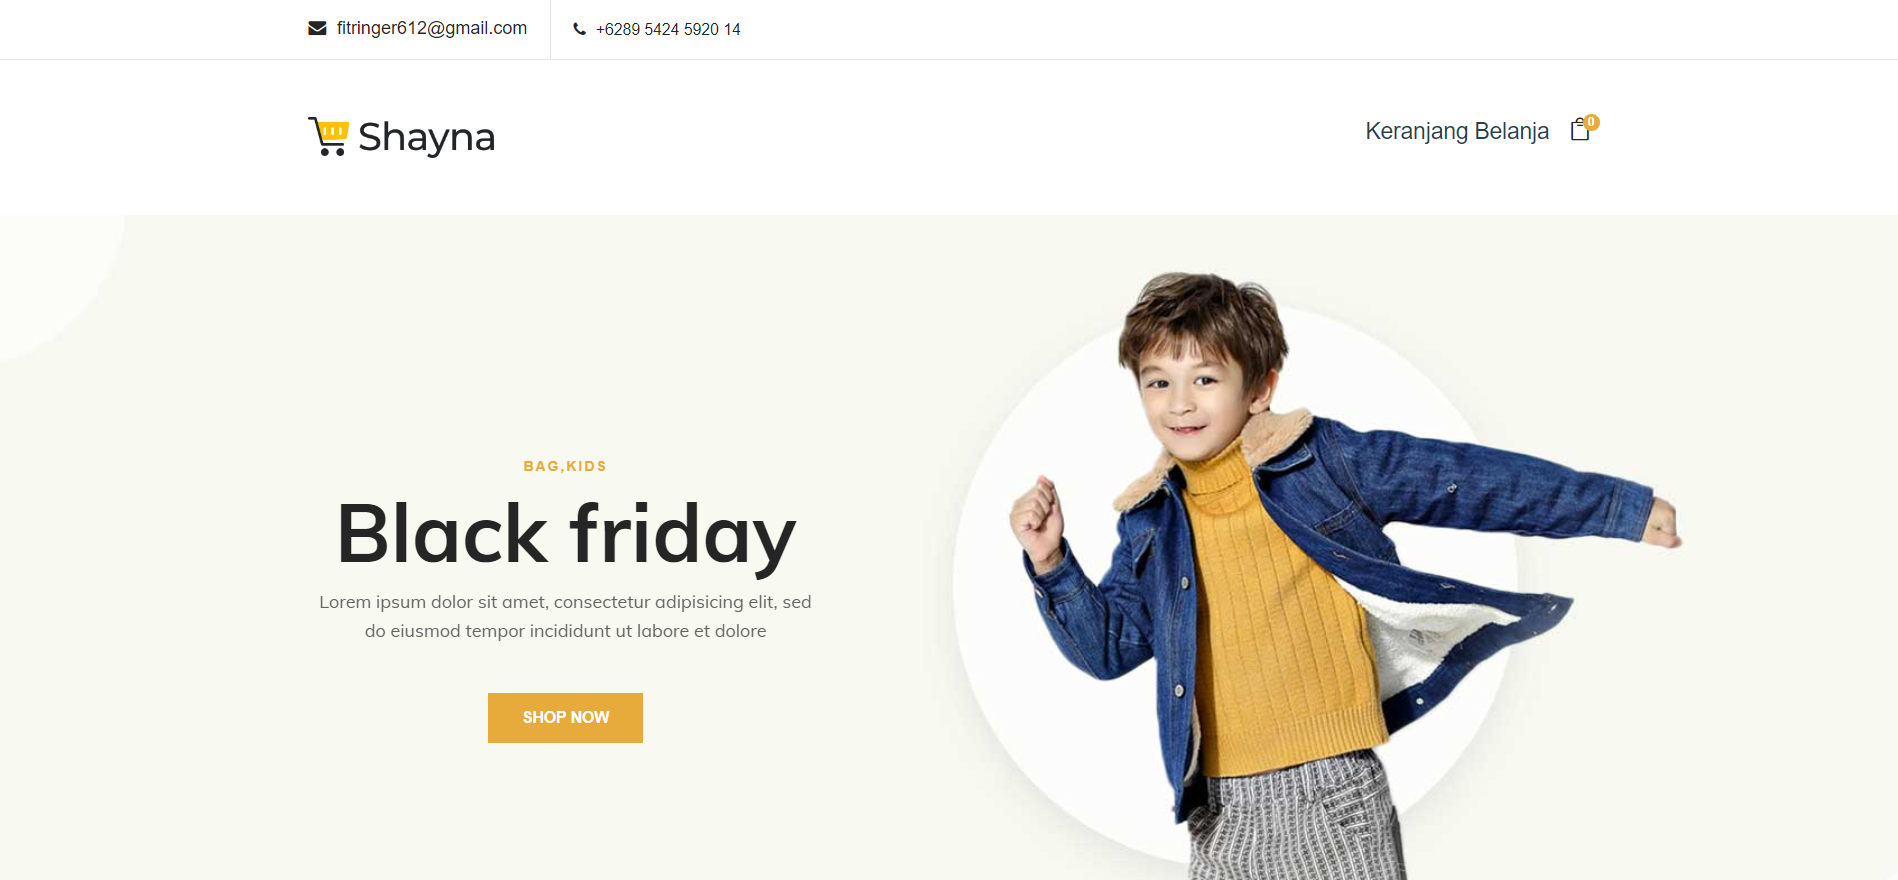 fitringer612@gmail.com
+6289 5424 5920 14
Shayna
Keranjang Belanja
0
BAG,KIDS
Black friday
Lorem ipsum dolor sit amet, consectetur adipisicing elit, sed
do eiusmod tempor incididunt ut labore et dolore
SHOP NOW